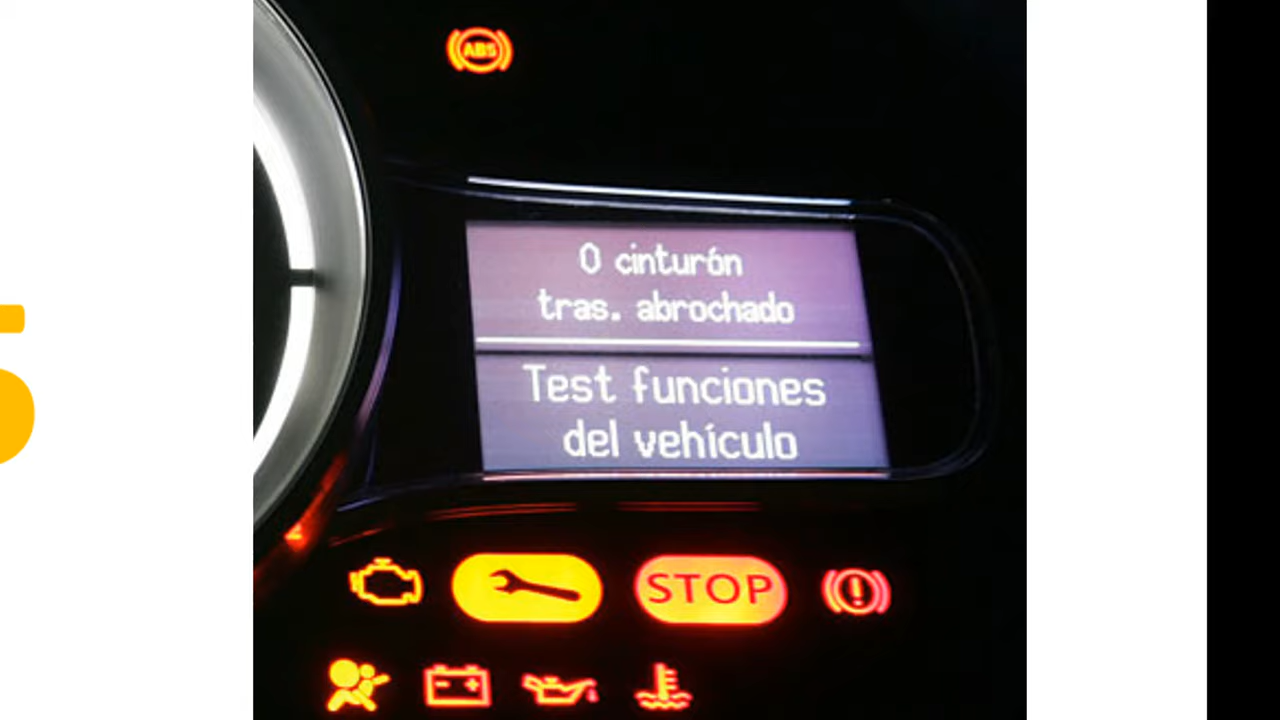 ABS
0 cinturón
tras. abrochado
Test funciones
del vehículo
STOP